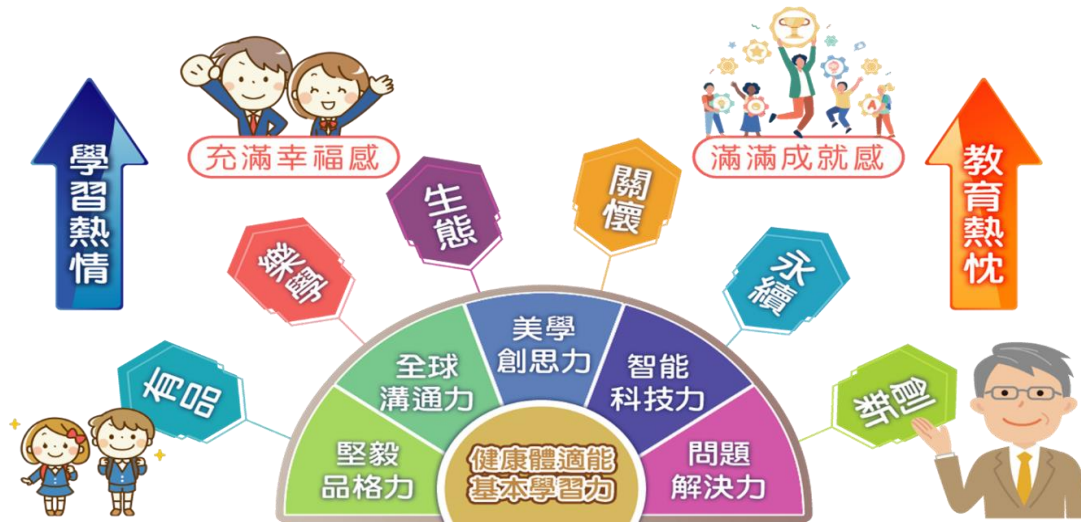 學習熱情
充滿幸福感
滿滿成就感
教育熱忱
有品
樂學
生態
關懷
永續
創新
堅毅
品格力
全球
溝通力
美學
創思力
智能
科技力
問題
解決力
健康體適能
基本學習力
A